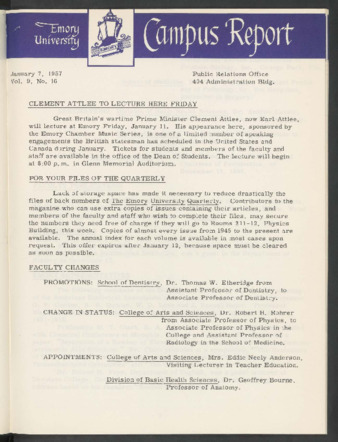 Emory
University
Campus Report
January 7, 1957
Vol. 9, No. 16
Public Relations Office
404 Administration Bldg.
CLEMENT ATTLEE TO LECTURE HERE FRIDAY
Great Britain's wartime Prime Minister Clement Attlee, now Earl Attlee,
will lecture at Emory Friday, January 11. His appearance here, sponsored by
the Emory Chamber Music Series, is one of a limited number of speaking
engagements the British statesman has scheduled in the United States and
Canada during January. Tickets for students and members of the faculty and
staff are available in the office of the Dean of Students. The lecture will begin
at 8:00 p.m. in Glenn Memorial Auditorium.
FOR YOUR FILES OF THE QUARTERLY
Lack of storage space has made it necessary to reduce drastically the
files of back numbers of The Emory University Quarterly. Contributors to the
magazine who can use extra copies of issues containing their articles, and
members of the faculty and staff who wish to complete their files, may secure
the numbers they need free of charge if they will go to Rooms 311-12, Physics
Building, this week. Copies of almost every issue from 1945 to the present are
available. The annual index for each volume is available in most cases upon
request. This offer expires after January 12, because space must be cleared
as soon as possible.
FACULTY CHANGES
PROMOTIONS: School of Dentistry, Dr. Thomas W. Etheridge from
Assistant Professor of Dentistry, to
Associate Professor of Dentistry.
CHANGE IN STATUS: College of Arts and Sciences, Dr. Robert H. Rohrer
from Associate Professor of Physics, to
Associate Professor of Physics in the
College and Assistant Professor of
Radiology in the School of Medicine.
APPOINTMENTS: College of Arts and Sciences, Mrs. Eddie Neely Anderson,
Visiting Lecturer in Teacher Education.
Division of Basic Health Sciences, Dr. Geoffrey Bourne,
Professor of Anatomy.